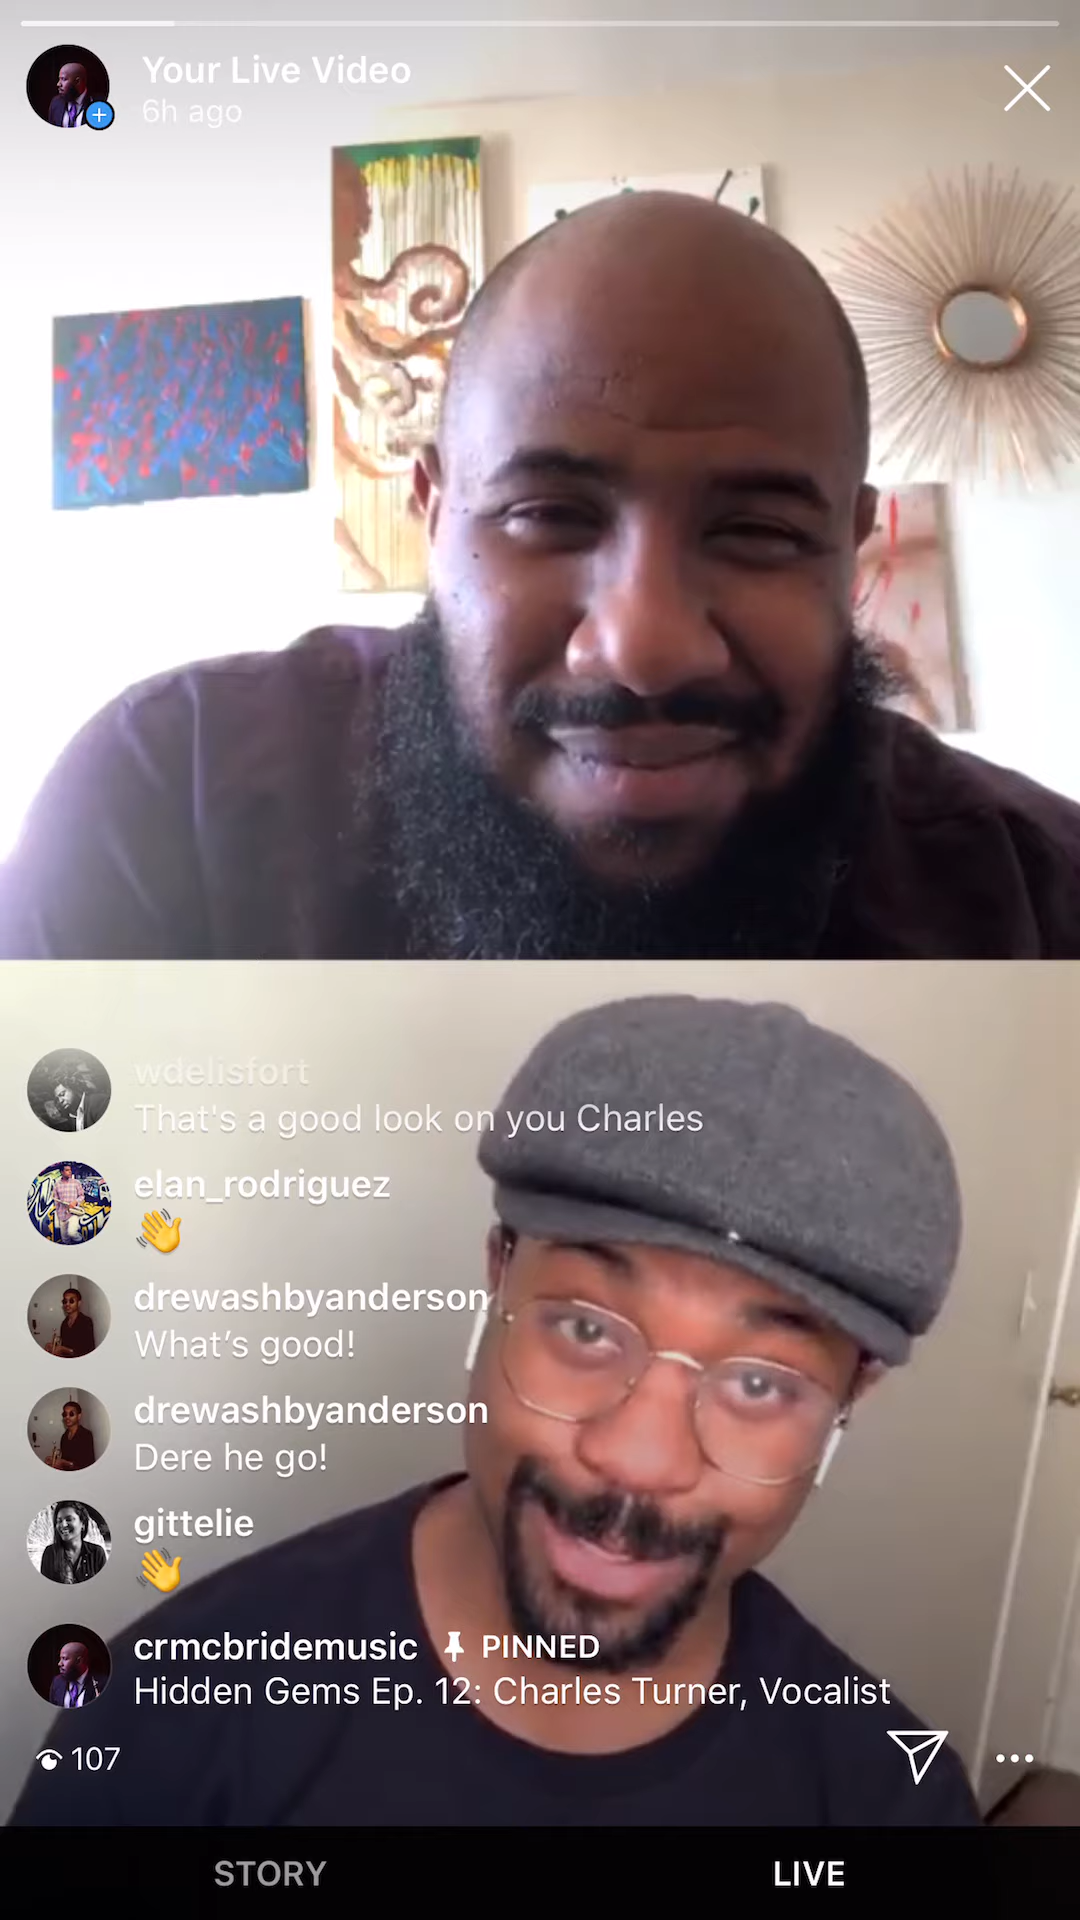 Your Live Video
6h ago
wdelisfort
That's a good look on you Charles
elan_rodriguez
👋
drewashbyanderson
What’s good!
drewashbyanderson
Dere he go!
gittelie
👋
crmcbridemusic PINNED
Hidden Gems Ep. 12: Charles Turner, Vocalist
107
STORY
LIVE